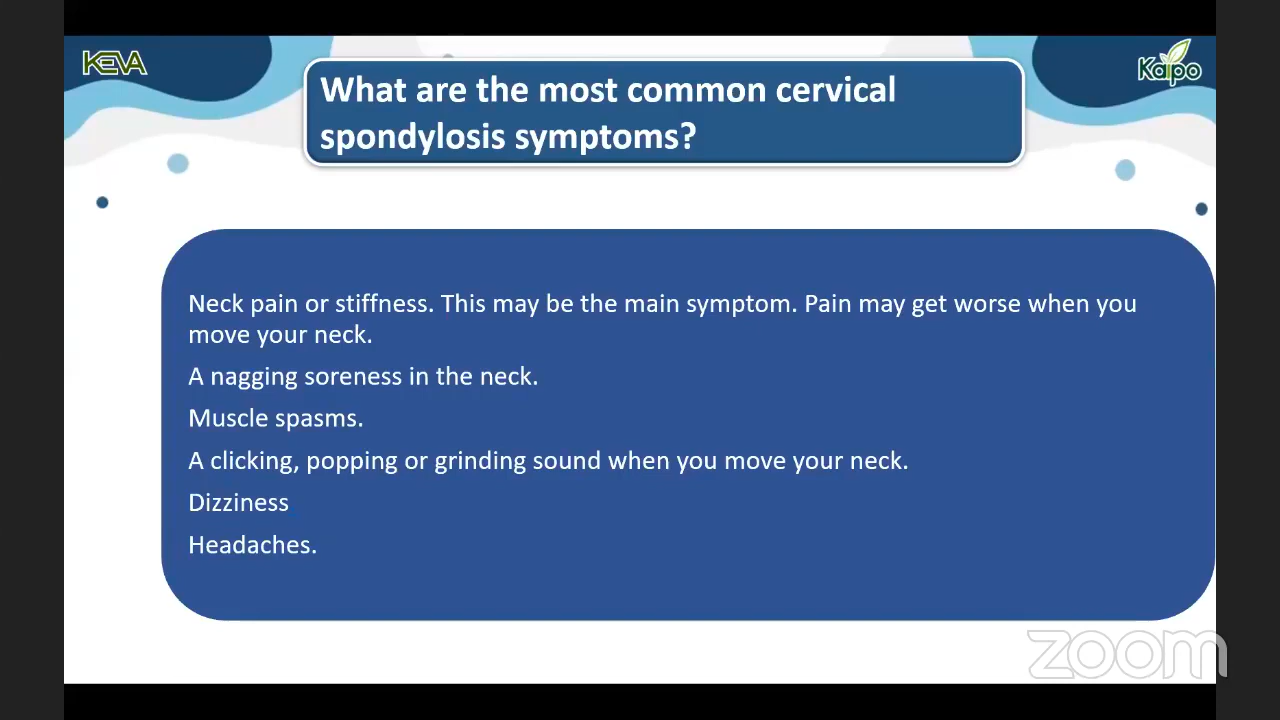 KEVA
Kaipo
What are the most common cervical
spondylosis symptoms?
Neck pain or stiffness. This may be the main symptom. Pain may get worse when you
move your neck.
A nagging soreness in the neck.
Muscle spasms.
A clicking, popping or grinding sound when you move your neck.
Dizziness
Headaches.
zoom